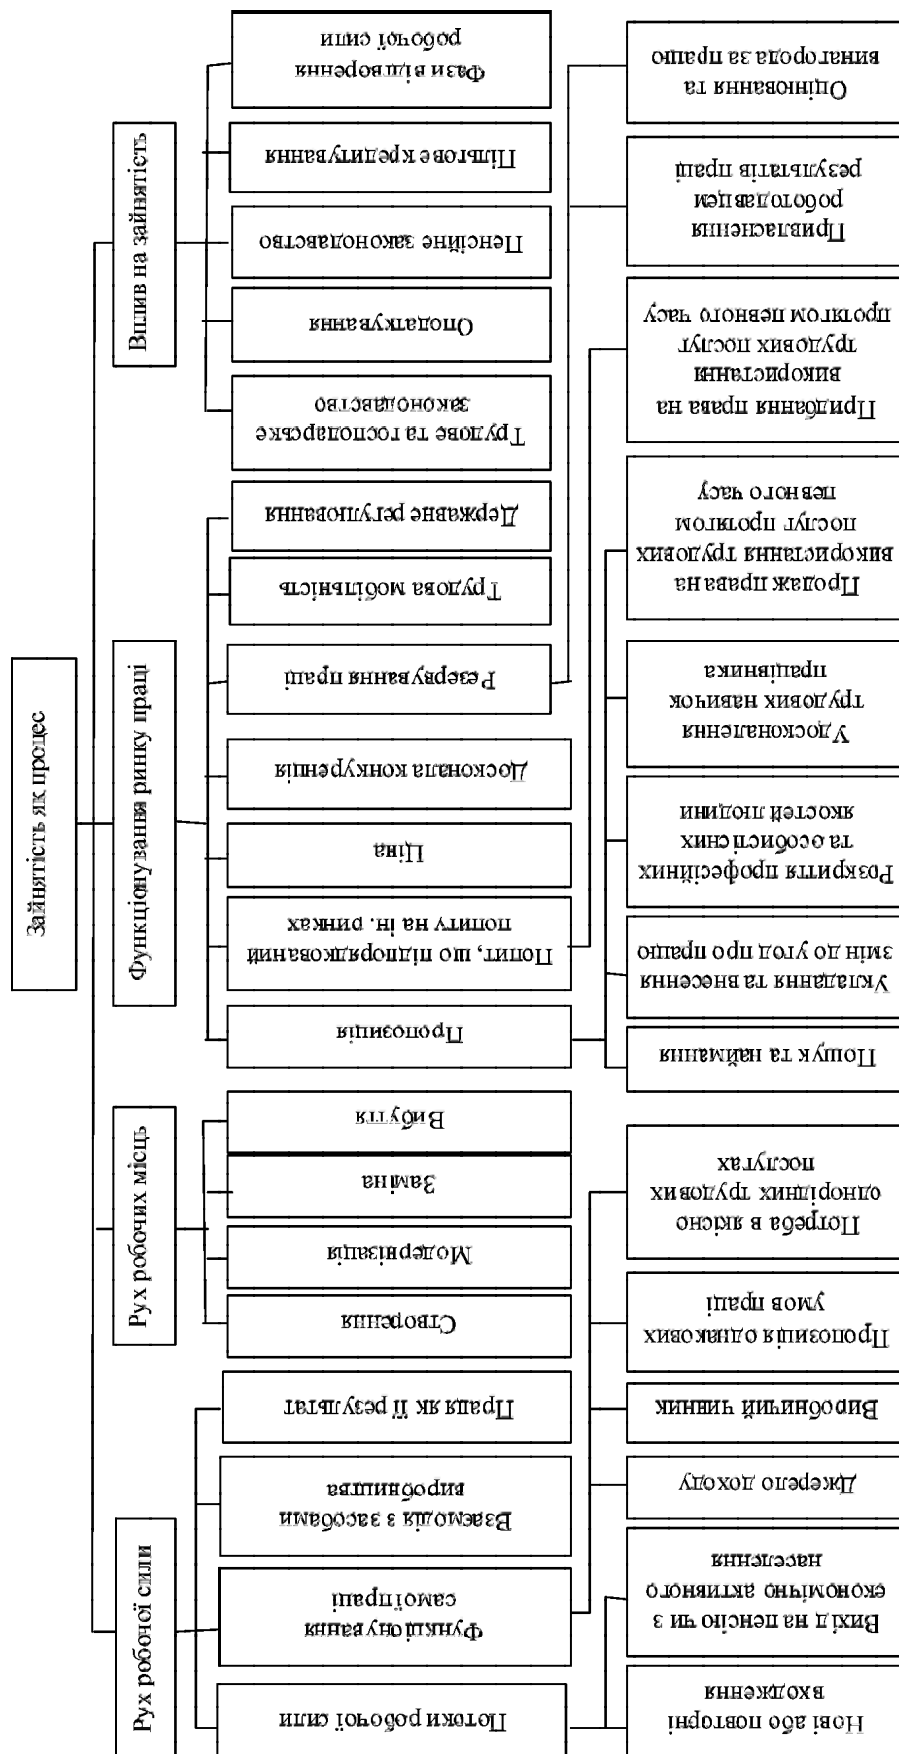 Зайнятість як процес
Рух робочої сили
Рух робочих місць
Функціонування ринку праці
Вплив на зайнятість
Потоки робочої сили
Функціонування
самої праці
Взаємодія з засобами
виробництва
Праця як її результат
Створення
Модернізація
Заміна
Вибуття
Пропозиція
Попит, що підпорядкований
попиту на ін. ринках
Ціна
Досконала конкуренція
Резервування праці
Трудова мобільність
Державне регулювання
Трудове та господарське
законодавство
Оподаткування
Пенсійне законодавство
Пільгове кредитування
Фази відтворення
робочої сили
Нові або повторні
входження
Вихід на пенсію чи з
економічно активного
населення
Джерело доходу
Виробничий чинник
Пропозиція однакових
умов праці
Потреба в якісно
однорідних трудових
послугах
Пошук та наймання
Укладання та внесення
змін до угод про працю
Розкриття професійних
та особистісних
якостей людини
Удосконалення
трудових навичок
працівника
Продаж права на
використання трудових
послуг протягом
певного часу
Придбання права на
використання
трудових послуг
протягом певного часу
Привласнення
роботодавцем
результатів праці
Оцінювання та
винагорода за працю